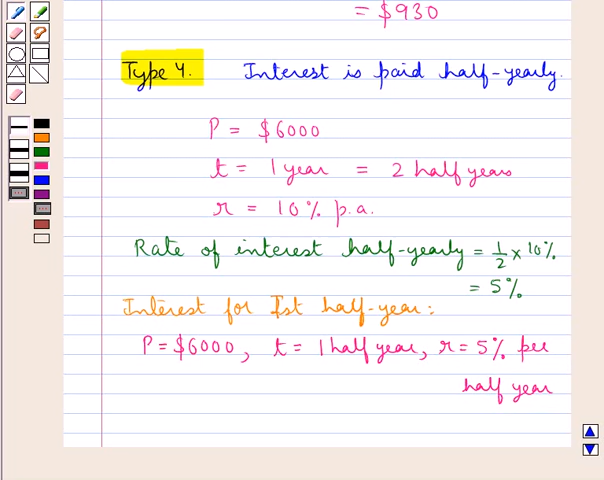 = $930
Type 4. Interest is paid half-yearly.
P = $6000
t = 1 year = 2 half years
r = 10% p.a.
Rate of interest half-yearly = 1/2 x 10%
= 5%
Interest for Ist half-year:
P = $6000, t = 1 half year, r = 5% per
half year